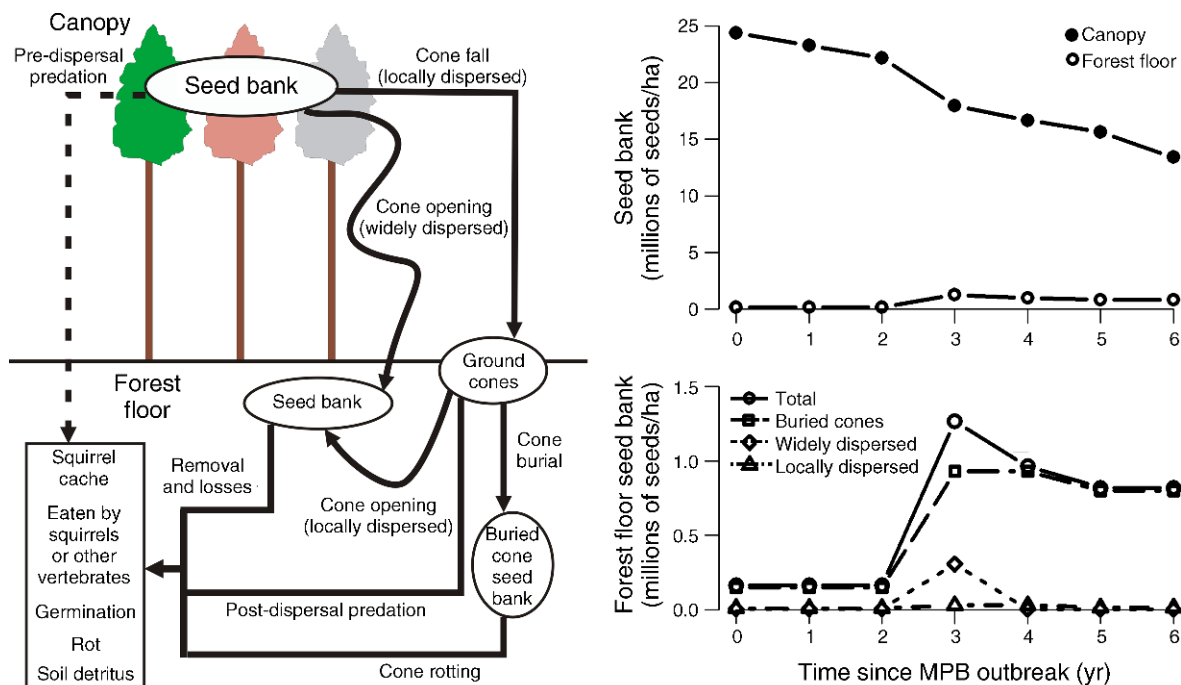 Canopy
Pre-dispersal
predation
Seed bank
Cone fall
(locally dispersed)
Cone opening
(widely dispersed)
Forest
floor
Ground
cones
Seed bank
Cone
burial
Squirrel
cache
Eaten by
squirrels
or other
vertebrates
Germination
Rot
Soil detritus
Removal
and losses
Cone opening
(locally dispersed)
Buried
cone
seed
bank
Post-dispersal predation
Cone rotting
Seed bank
(millions of seeds/ha)
25
20
15
10
5
0
Canopy
Forest floor
0 1 2 3 4 5 6
Forest floor seed bank
(millions of seeds/ha)
1.5
1.0
0.5
0.0
Total
Buried cones
Widely dispersed
Locally dispersed
0 1 2 3 4 5 6
Time since MPB outbreak (yr)